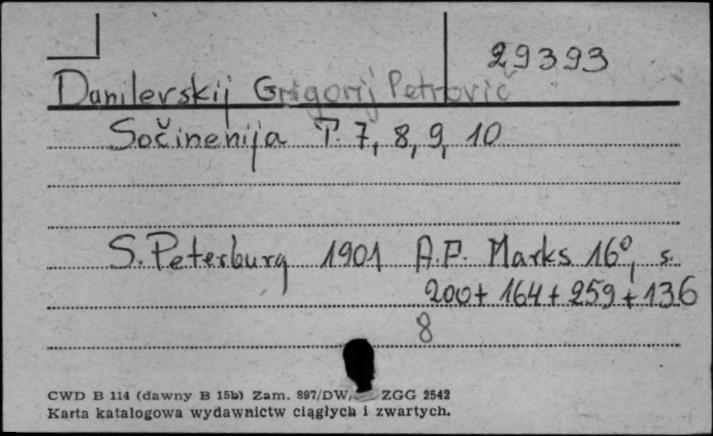 29393
Danilevskij Grigorij Petrovič
Sočinenija T. 7, 8, 9, 10
S. Peterburg 1901 A.F. Marks 16°, s.
200 + 164 + 259 + 136
8
CWD B 114 (dawny B 15b) Zam. 897/DW, ZGG 2542
Karta katalogowa wydawnictw ciągłych i zwartych.